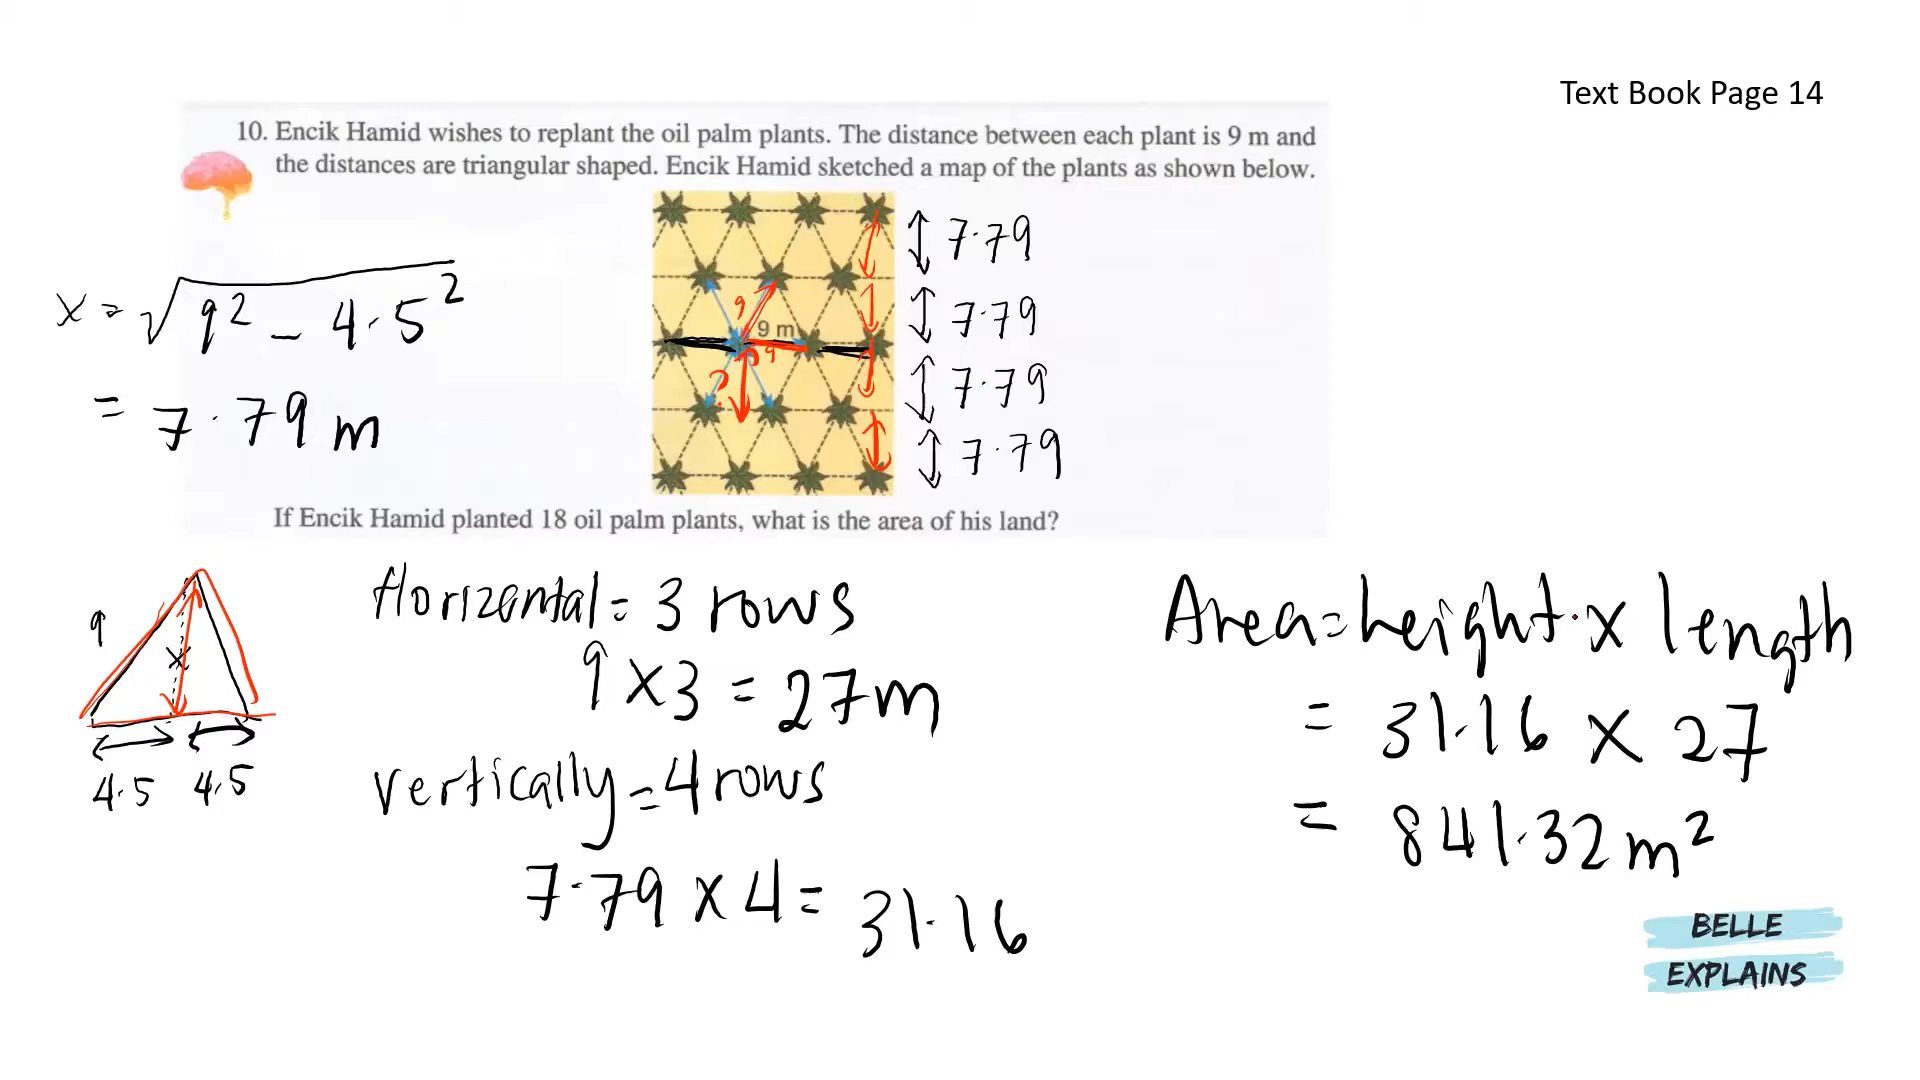 Text Book Page 14
10. Encik Hamid wishes to replant the oil palm plants. The distance between each plant is 9 m and
the distances are triangular shaped. Encik Hamid sketched a map of the plants as shown below.
x = √9² - 4.5²
= 7.79 m
9
9 m
9
?
7.79
7.79
7.79
7.79
If Encik Hamid planted 18 oil palm plants, what is the area of his land?
9
x
4.5 4.5
Horizontal = 3 rows
9 x 3 = 27m
vertically = 4 rows
7.79 x 4 = 31.16
Area = height x length
= 31.16 x 27
= 841.32 m²
BELLE
EXPLAINS